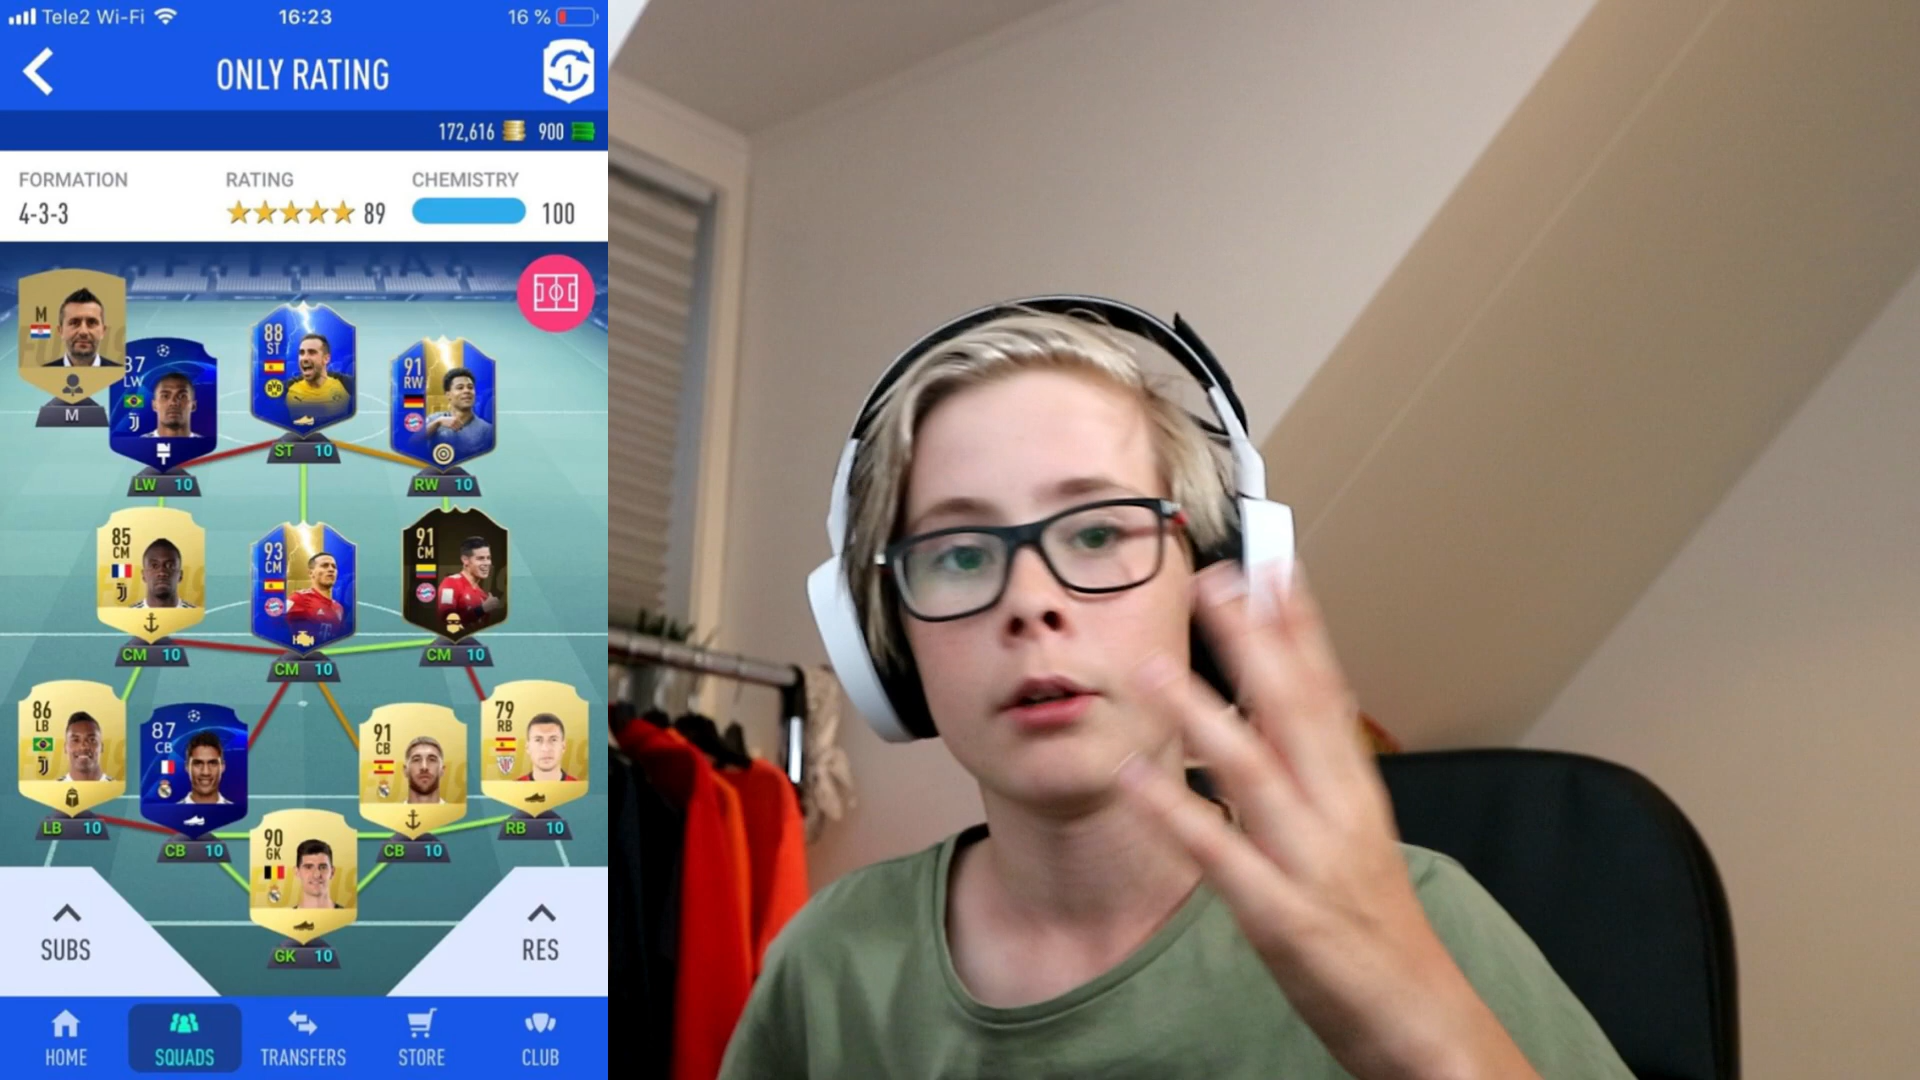 Tele2 Wi-Fi 16:23 16 %
ONLY RATING
1
172,616 900
FORMATION RATING CHEMISTRY
4-3-3 89 100
M
M
87
LW
LW 10
88
ST
ST 10
91
RW
RW 10
85
CM
CM 10
93
CM
CM 10
91
CM
CM 10
86
LB
LB 10
87
CB
CB 10
91
CB
CB 10
79
RB
RB 10
90
GK
GK 10
SUBS RES
HOME SQUADS TRANSFERS STORE CLUB